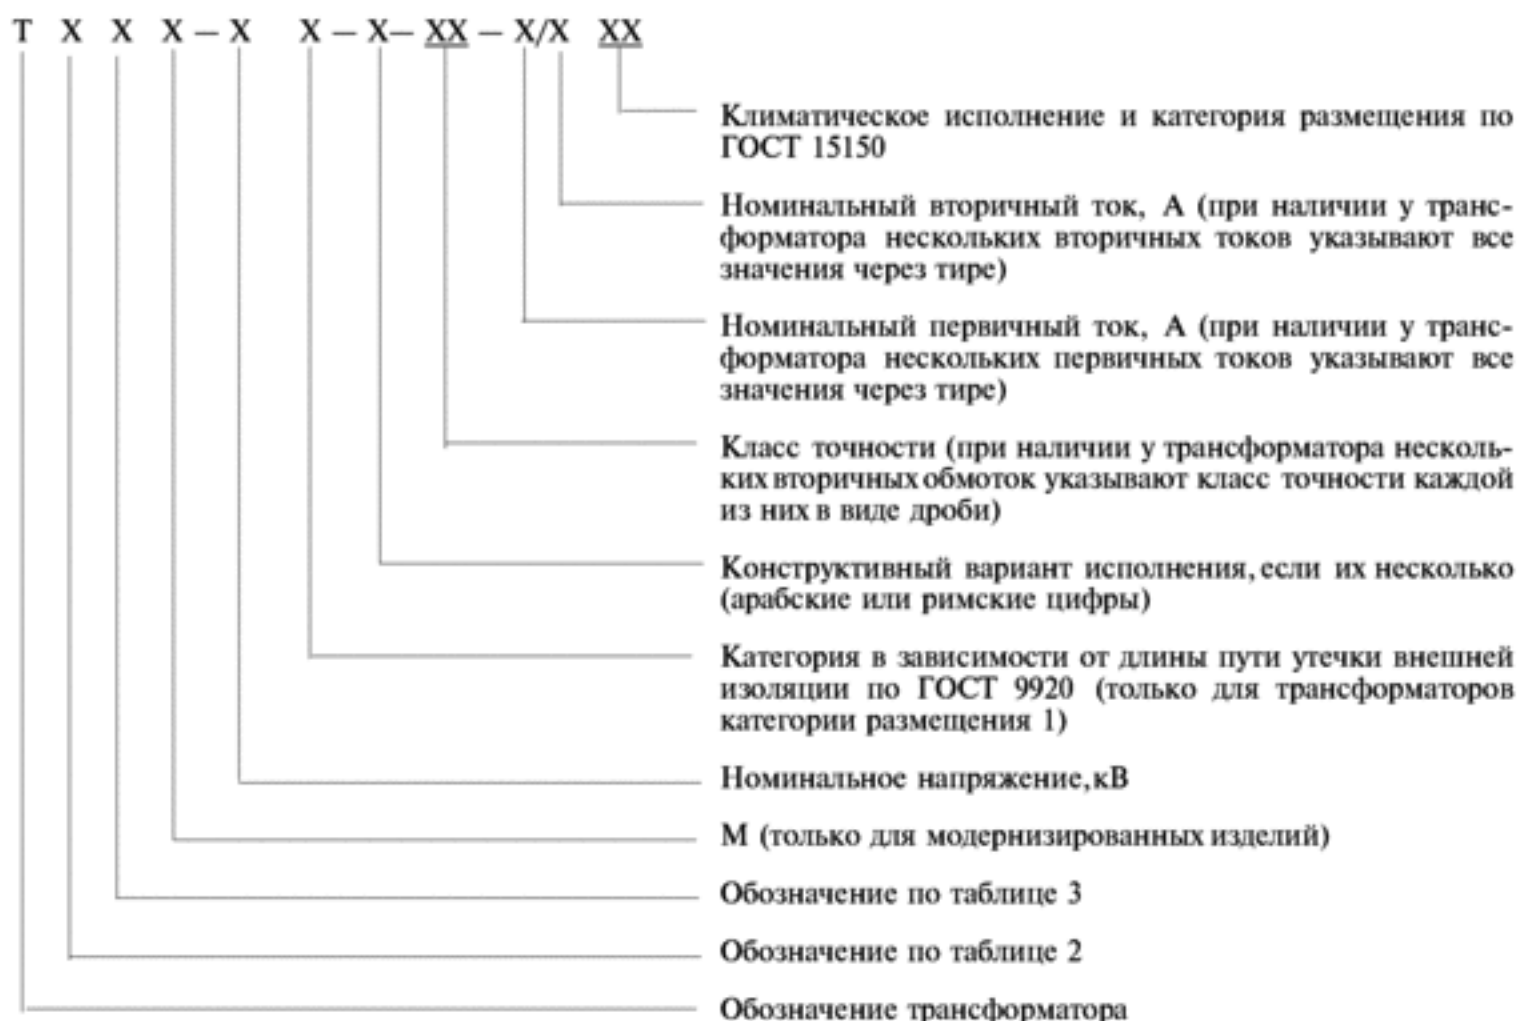 Т Х Х Х – Х Х – Х– ХХ – Х/Х ХХ
Климатическое исполнение и категория размещения по
ГОСТ 15150
Номинальный вторичный ток, А (при наличии у транс-
форматора нескольких вторичных токов указывают все
значения через тире)
Номинальный первичный ток, А (при наличии у транс-
форматора нескольких первичных токов указывают все
значения через тире)
Класс точности (при наличии у трансформатора несколь-
ких вторичных обмоток указывают класс точности каждой
из них в виде дроби)
Конструктивный вариант исполнения, если их несколько
(арабские или римские цифры)
Категория в зависимости от длины пути утечки внешней
изоляции по ГОСТ 9920 (только для трансформаторов
категории размещения 1)
Номинальное напряжение, кВ
М (только для модернизированных изделий)
Обозначение по таблице 3
Обозначение по таблице 2
Обозначение трансформатора